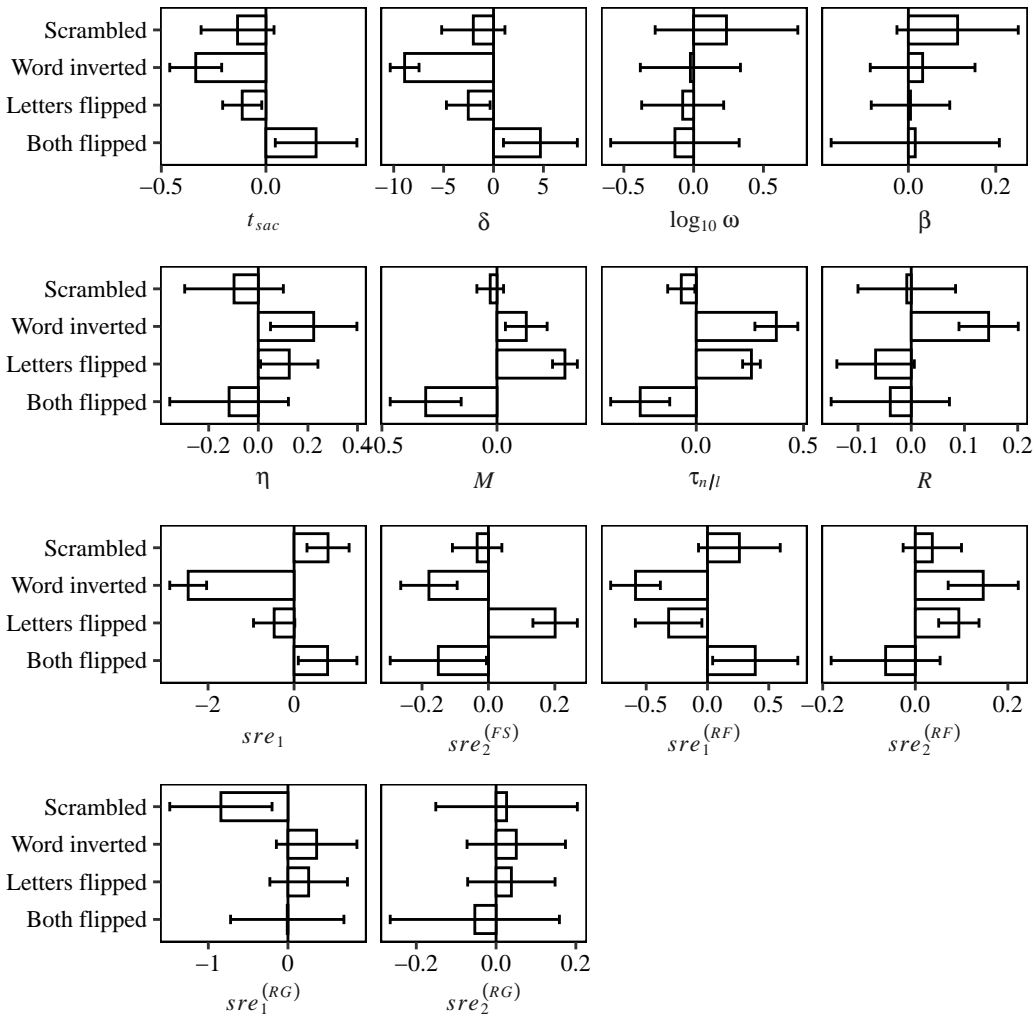 Scrambled
Word inverted
Letters flipped
Both flipped
−0.5 0.0 −10 −5 0 5 −0.5 0.0 0.5 0.0 0.2
t_sac δ log₁₀ ω β
Scrambled
Word inverted
Letters flipped
Both flipped
−0.2 0.0 0.2 0.4 0.5 0.0 0.0 0.5 −0.1 0.0 0.1 0.2
η M τ_n/l R
Scrambled
Word inverted
Letters flipped
Both flipped
−2 0 −0.2 0.0 0.2 −0.5 0.0 0.5 −0.2 0.0 0.2
sre₁ sre₂^(FS) sre₁^(RF) sre₂^(RF)
Scrambled
Word inverted
Letters flipped
Both flipped
−1 0 −0.2 0.0 0.2
sre₁^(RG) sre₂^(RG)